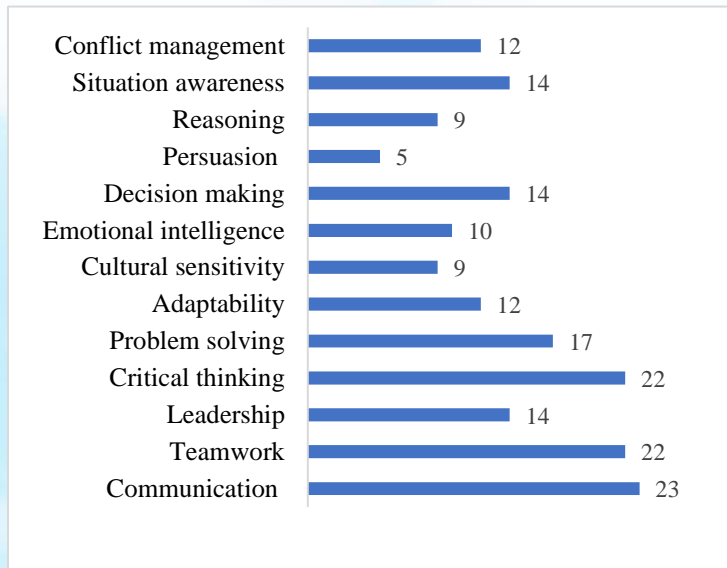 Conflict management 12
Situation awareness 14
Reasoning 9
Persuasion 5
Decision making 14
Emotional intelligence 10
Cultural sensitivity 9
Adaptability 12
Problem solving 17
Critical thinking 22
Leadership 14
Teamwork 22
Communication 23